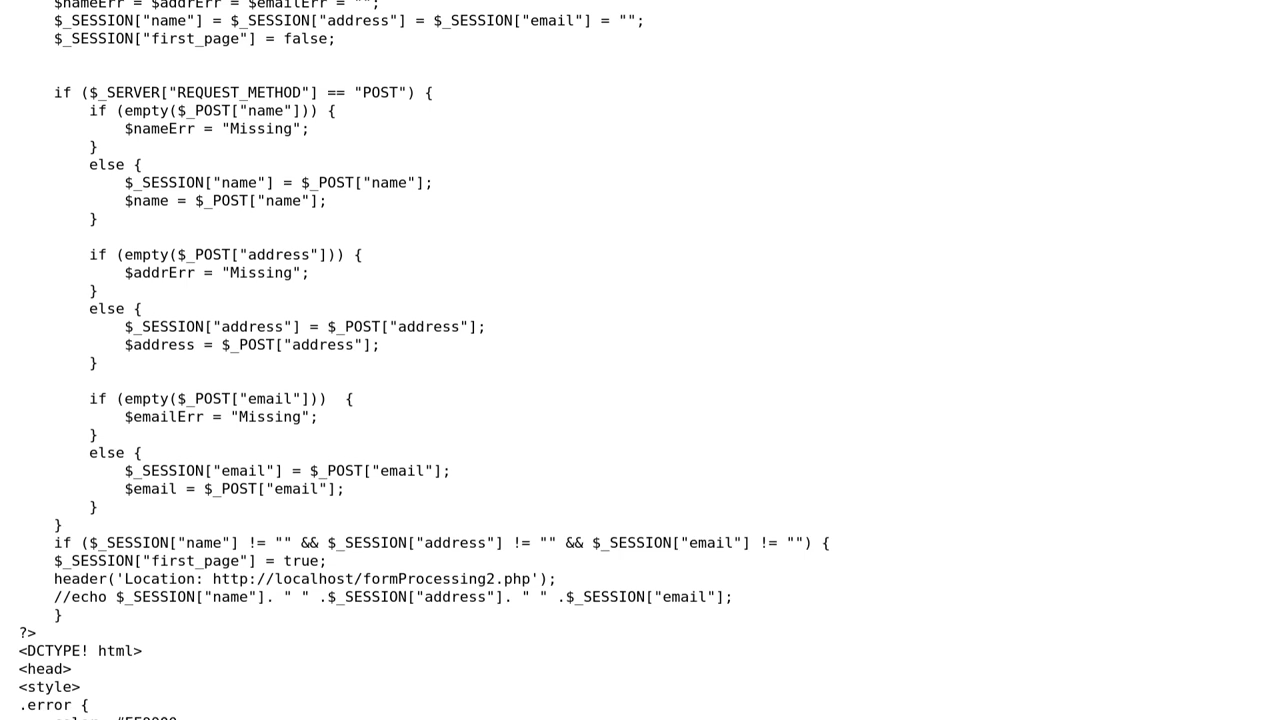 $nameErr = $addrErr = $emailErr = "";
$_SESSION["name"] = $_SESSION["address"] = $_SESSION["email"] = "";
$_SESSION["first_page"] = false;
if ($_SERVER["REQUEST_METHOD"] == "POST") {
if (empty($_POST["name"])) {
$nameErr = "Missing";
}
else {
$_SESSION["name"] = $_POST["name"];
$name = $_POST["name"];
}
if (empty($_POST["address"])) {
$addrErr = "Missing";
}
else {
$_SESSION["address"] = $_POST["address"];
$address = $_POST["address"];
}
if (empty($_POST["email"]))  {
$emailErr = "Missing";
}
else {
$_SESSION["email"] = $_POST["email"];
$email = $_POST["email"];
}
}
if ($_SESSION["name"] != "" && $_SESSION["address"] != "" && $_SESSION["email"] != "") {
$_SESSION["first_page"] = true;
header('Location: http://localhost/formProcessing2.php');
//echo $_SESSION["name"]. " " .$_SESSION["address"]. " " .$_SESSION["email"];
}
?>
<DCTYPE! html>
<head>
<style>
.error {